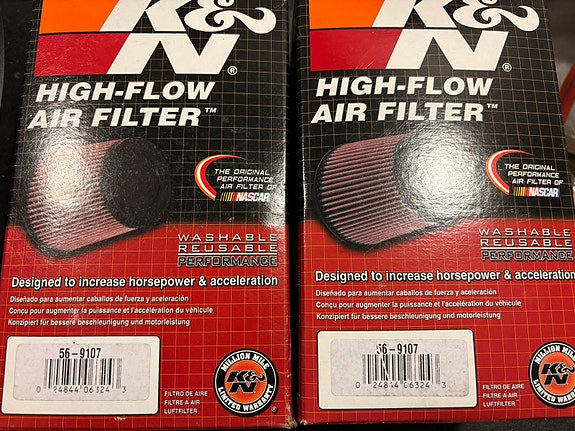 K&N®
HIGH-FLOW
AIR FILTER™
THE ORIGINAL
PERFORMANCE
AIR FILTER OF
NASCAR
WASHABLE
REUSABLE
PERFORMANCE
Designed to increase horsepower & acceleration
Diseñado para aumentar caballos de fuerza y aceleración
Conçu pour augmenter la puissance et l'accélération du véhicule
Konzipiert für bessere beschleunigung und motorleistung
56-9107
0 24844 06324 3
MILLION MILE
K&N
LIMITED WARRANTY
FILTRO DE AIRE
FILTRE A AIR
LUFTFILTER
K&N®
HIGH-FLOW
AIR FILTER™
THE ORIGINAL
PERFORMANCE
AIR FILTER OF
NASCAR
WASHABLE
REUSABLE
PERFORMANCE
Designed to increase horsepower & acceleration
Diseñado para aumentar caballos de fuerza y aceleración
Conçu pour augmenter la puissance et l'accélération du véhicule
Konzipiert für bessere beschleunigung und motorleistung
56-9107
0 24844 06324 3
MILLION MILE
K&N
LIMITED WARRANTY
FILTRO DE AIRE
FILTRE A AIR
LUFTFILTER